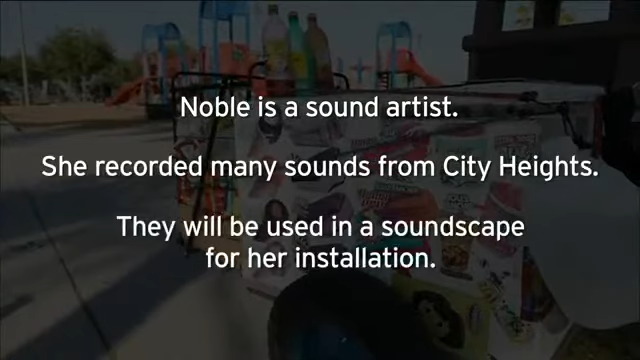 Noble is a sound artist.
She recorded many sounds from City Heights.
They will be used in a soundscape
for her installation.